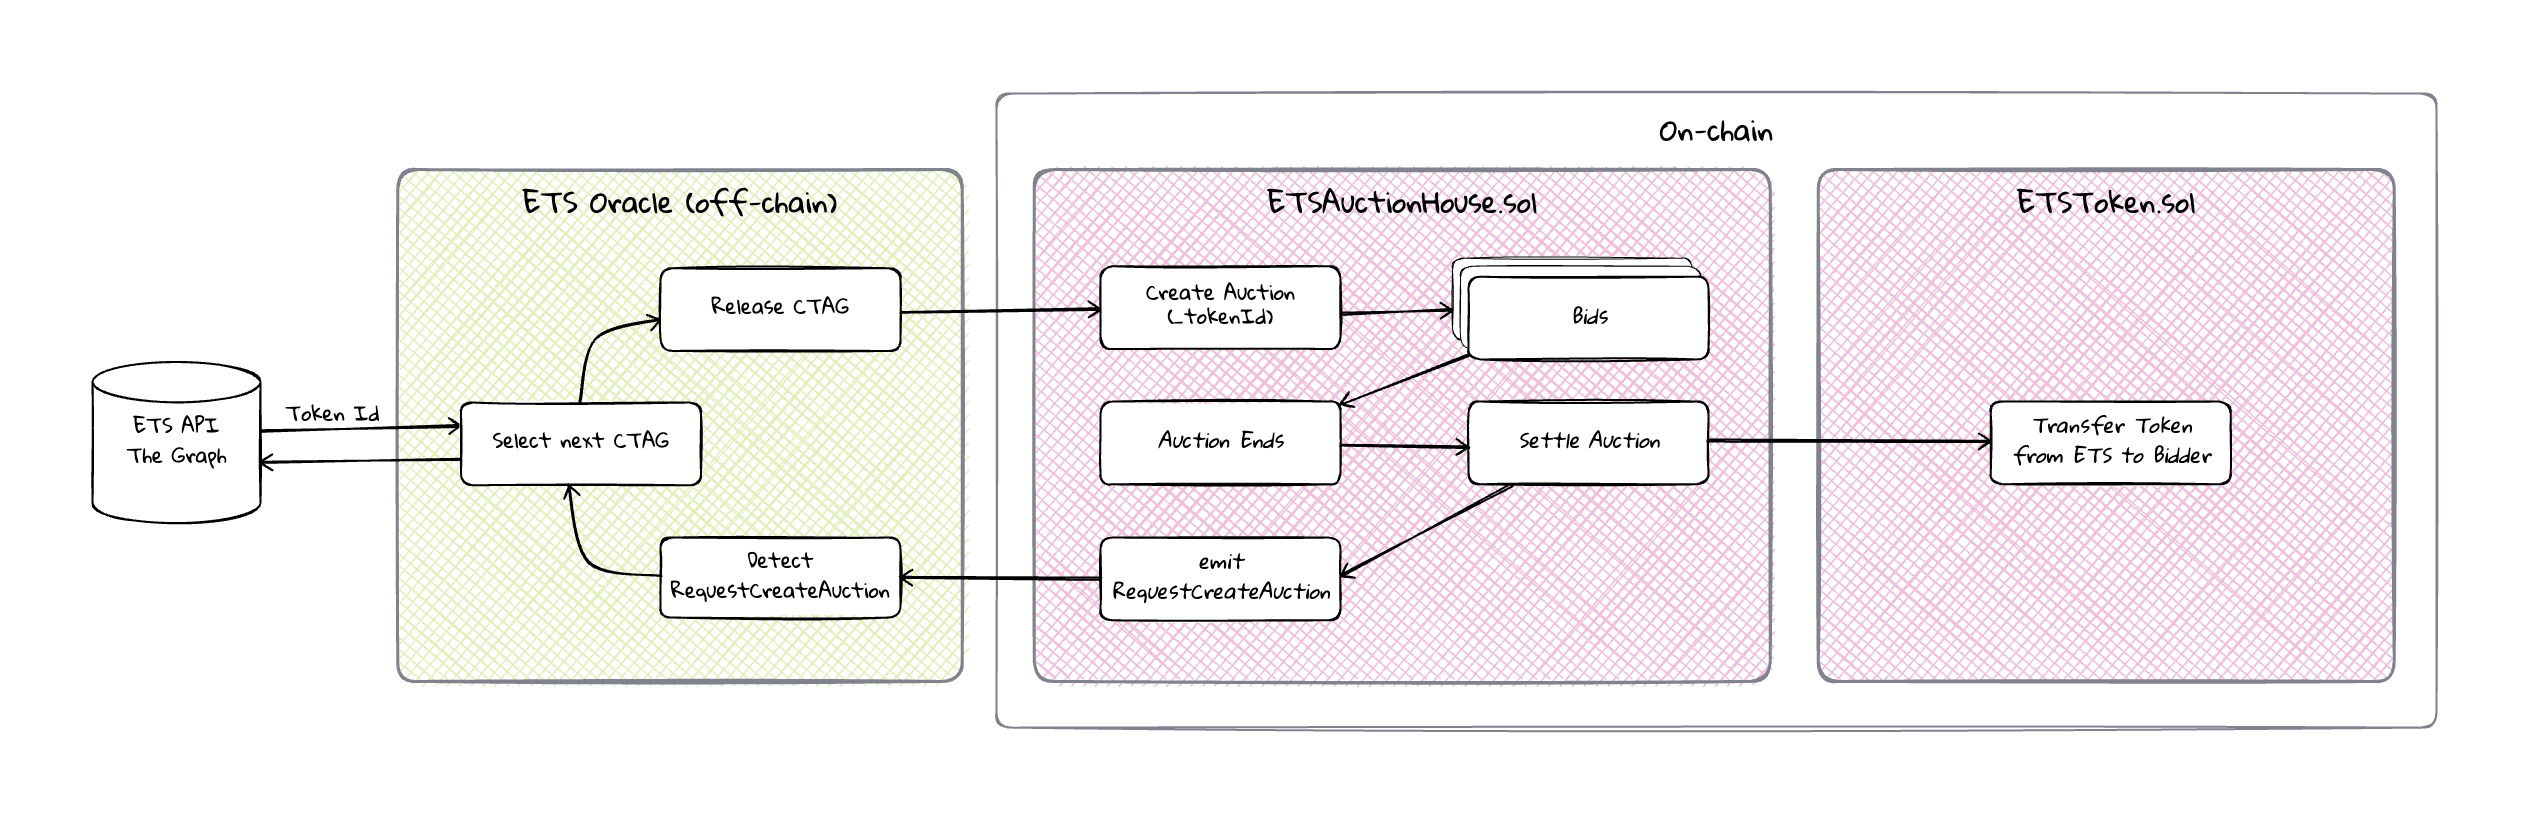 On-chain
ETS Oracle (off-chain)
ETSAuctionHouse.sol
ETSToken.sol
Release CTAG
Create Auction
(_tokenId)
Bids
ETS API
The Graph
Token Id
Select next CTAG
Auction Ends
Settle Auction
Transfer Token
from ETS to Bidder
Detect
RequestCreateAuction
emit
RequestCreateAuction